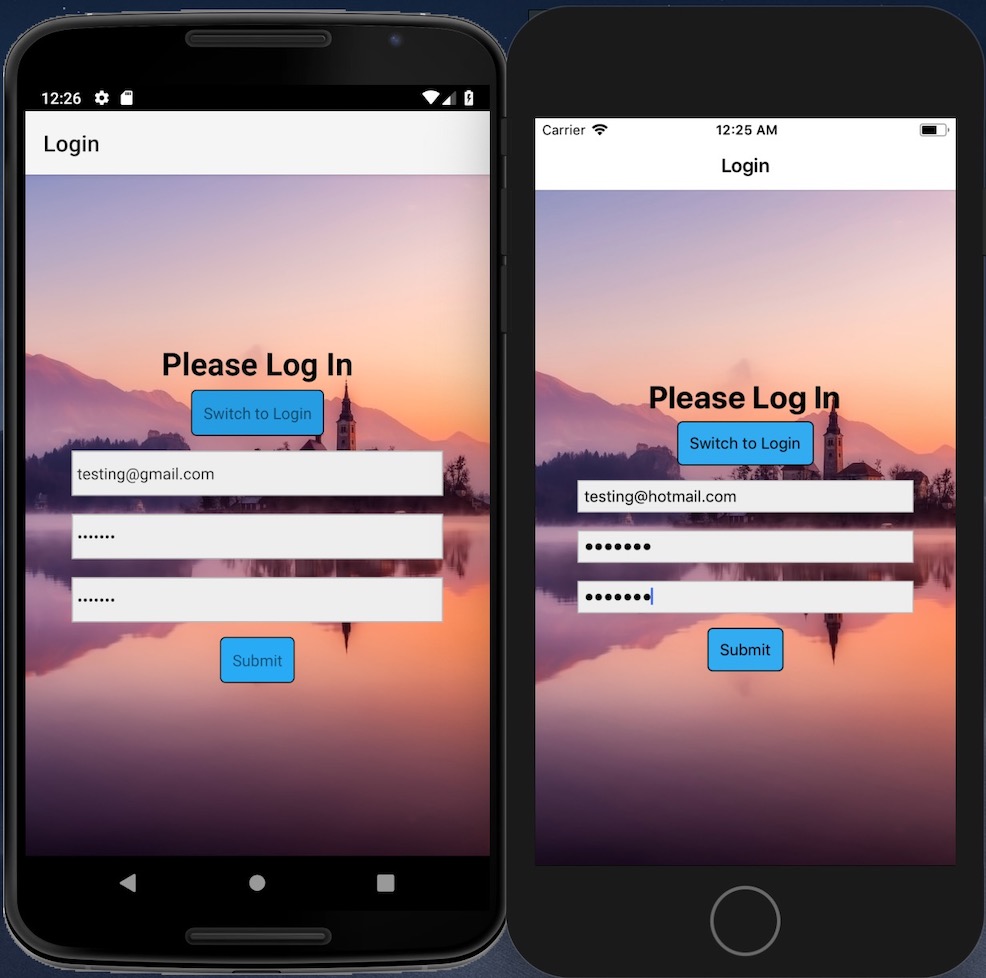 12:26
Login
Please Log In
Switch to Login
testing@gmail.com
•••••••
•••••••
Submit
Carrier 12:25 AM
Login
Please Log In
Switch to Login
testing@hotmail.com
•••••••
•••••••
Submit